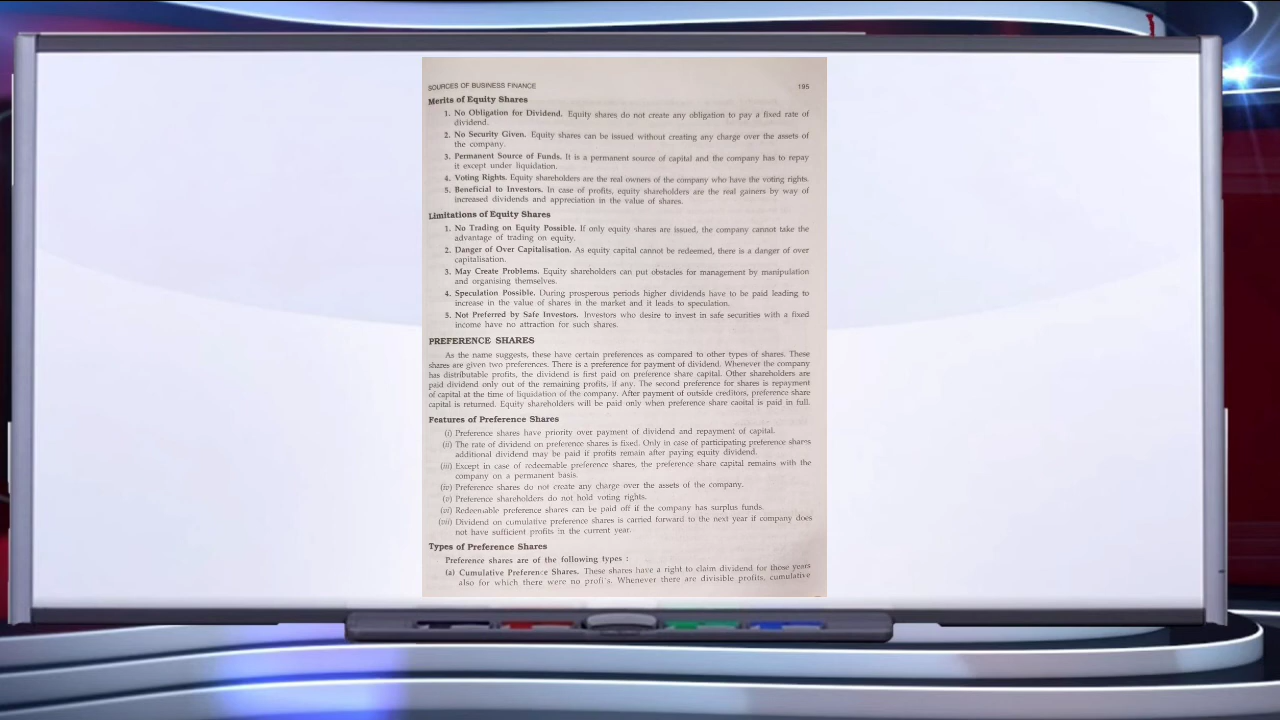 SOURCES OF BUSINESS FINANCE 195
Merits of Equity Shares
1. No Obligation for Dividend. Equity shares do not create any obligation to pay a fixed rate of
dividend.
2. No Security Given. Equity shares can be issued without creating any charge over the assets of
the company.
3. Permanent Source of Funds. It is a permanent source of capital and the company has to repay
it except under liquidation.
4. Voting Rights. Equity shareholders are the real owners of the company who have the voting rights.
5. Beneficial to Investors. In case of profits, equity shareholders are the real gainers by way of
increased dividends and appreciation in the value of shares.
Limitations of Equity Shares
1. No Trading on Equity Possible. If only equity shares are issued, the company cannot take the
advantage of trading on equity.
2. Danger of Over Capitalisation. As equity capital cannot be redeemed, there is a danger of over
capitalisation.
3. May Create Problems. Equity shareholders can put obstacles for management by manipulation
and organising themselves.
4. Speculation Possible. During prosperous periods higher dividends have to be paid leading to
increase in the value of shares in the market and it leads to speculation.
5. Not Preferred by Safe Investors. Investors who desire to invest in safe securities with a fixed
income have no attraction for such shares.
PREFERENCE SHARES
As the name suggests, these have certain preferences as compared to other types of shares. These
shares are given two preferences. There is a preference for payment of dividend. Whenever the company
has distributable profits, the dividend is first paid on preference share capital. Other shareholders are
paid dividend only out of the remaining profits, if any. The second preference for shares is repayment
of capital at the time of liquidation of the company. After payment of outside creditors, preference share
capital is returned. Equity shareholders will be paid only when preference share capital is paid in full.
Features of Preference Shares
(i) Preference shares have priority over payment of dividend and repayment of capital.
(ii) The rate of dividend on preference shares is fixed. Only in case of participating preference shares
additional dividend may be paid if profits remain after paying equity dividend.
(iii) Except in case of redeemable preference shares, the preference share capital remains with the
company on a permanent basis.
(iv) Preference shares do not create any charge over the assets of the company.
(v) Preference shareholders do not hold voting rights.
(vi) Redeemable preference shares can be paid off if the company has surplus funds.
(vii) Dividend on cumulative preference shares is carried forward to the next year if company does
not have sufficient profits in the current year.
Types of Preference Shares
Preference shares are of the following types :
(a) Cumulative Preference Shares. These shares have a right to claim dividend for those years
also for which there were no profits. Whenever there are divisible profits, cumulative